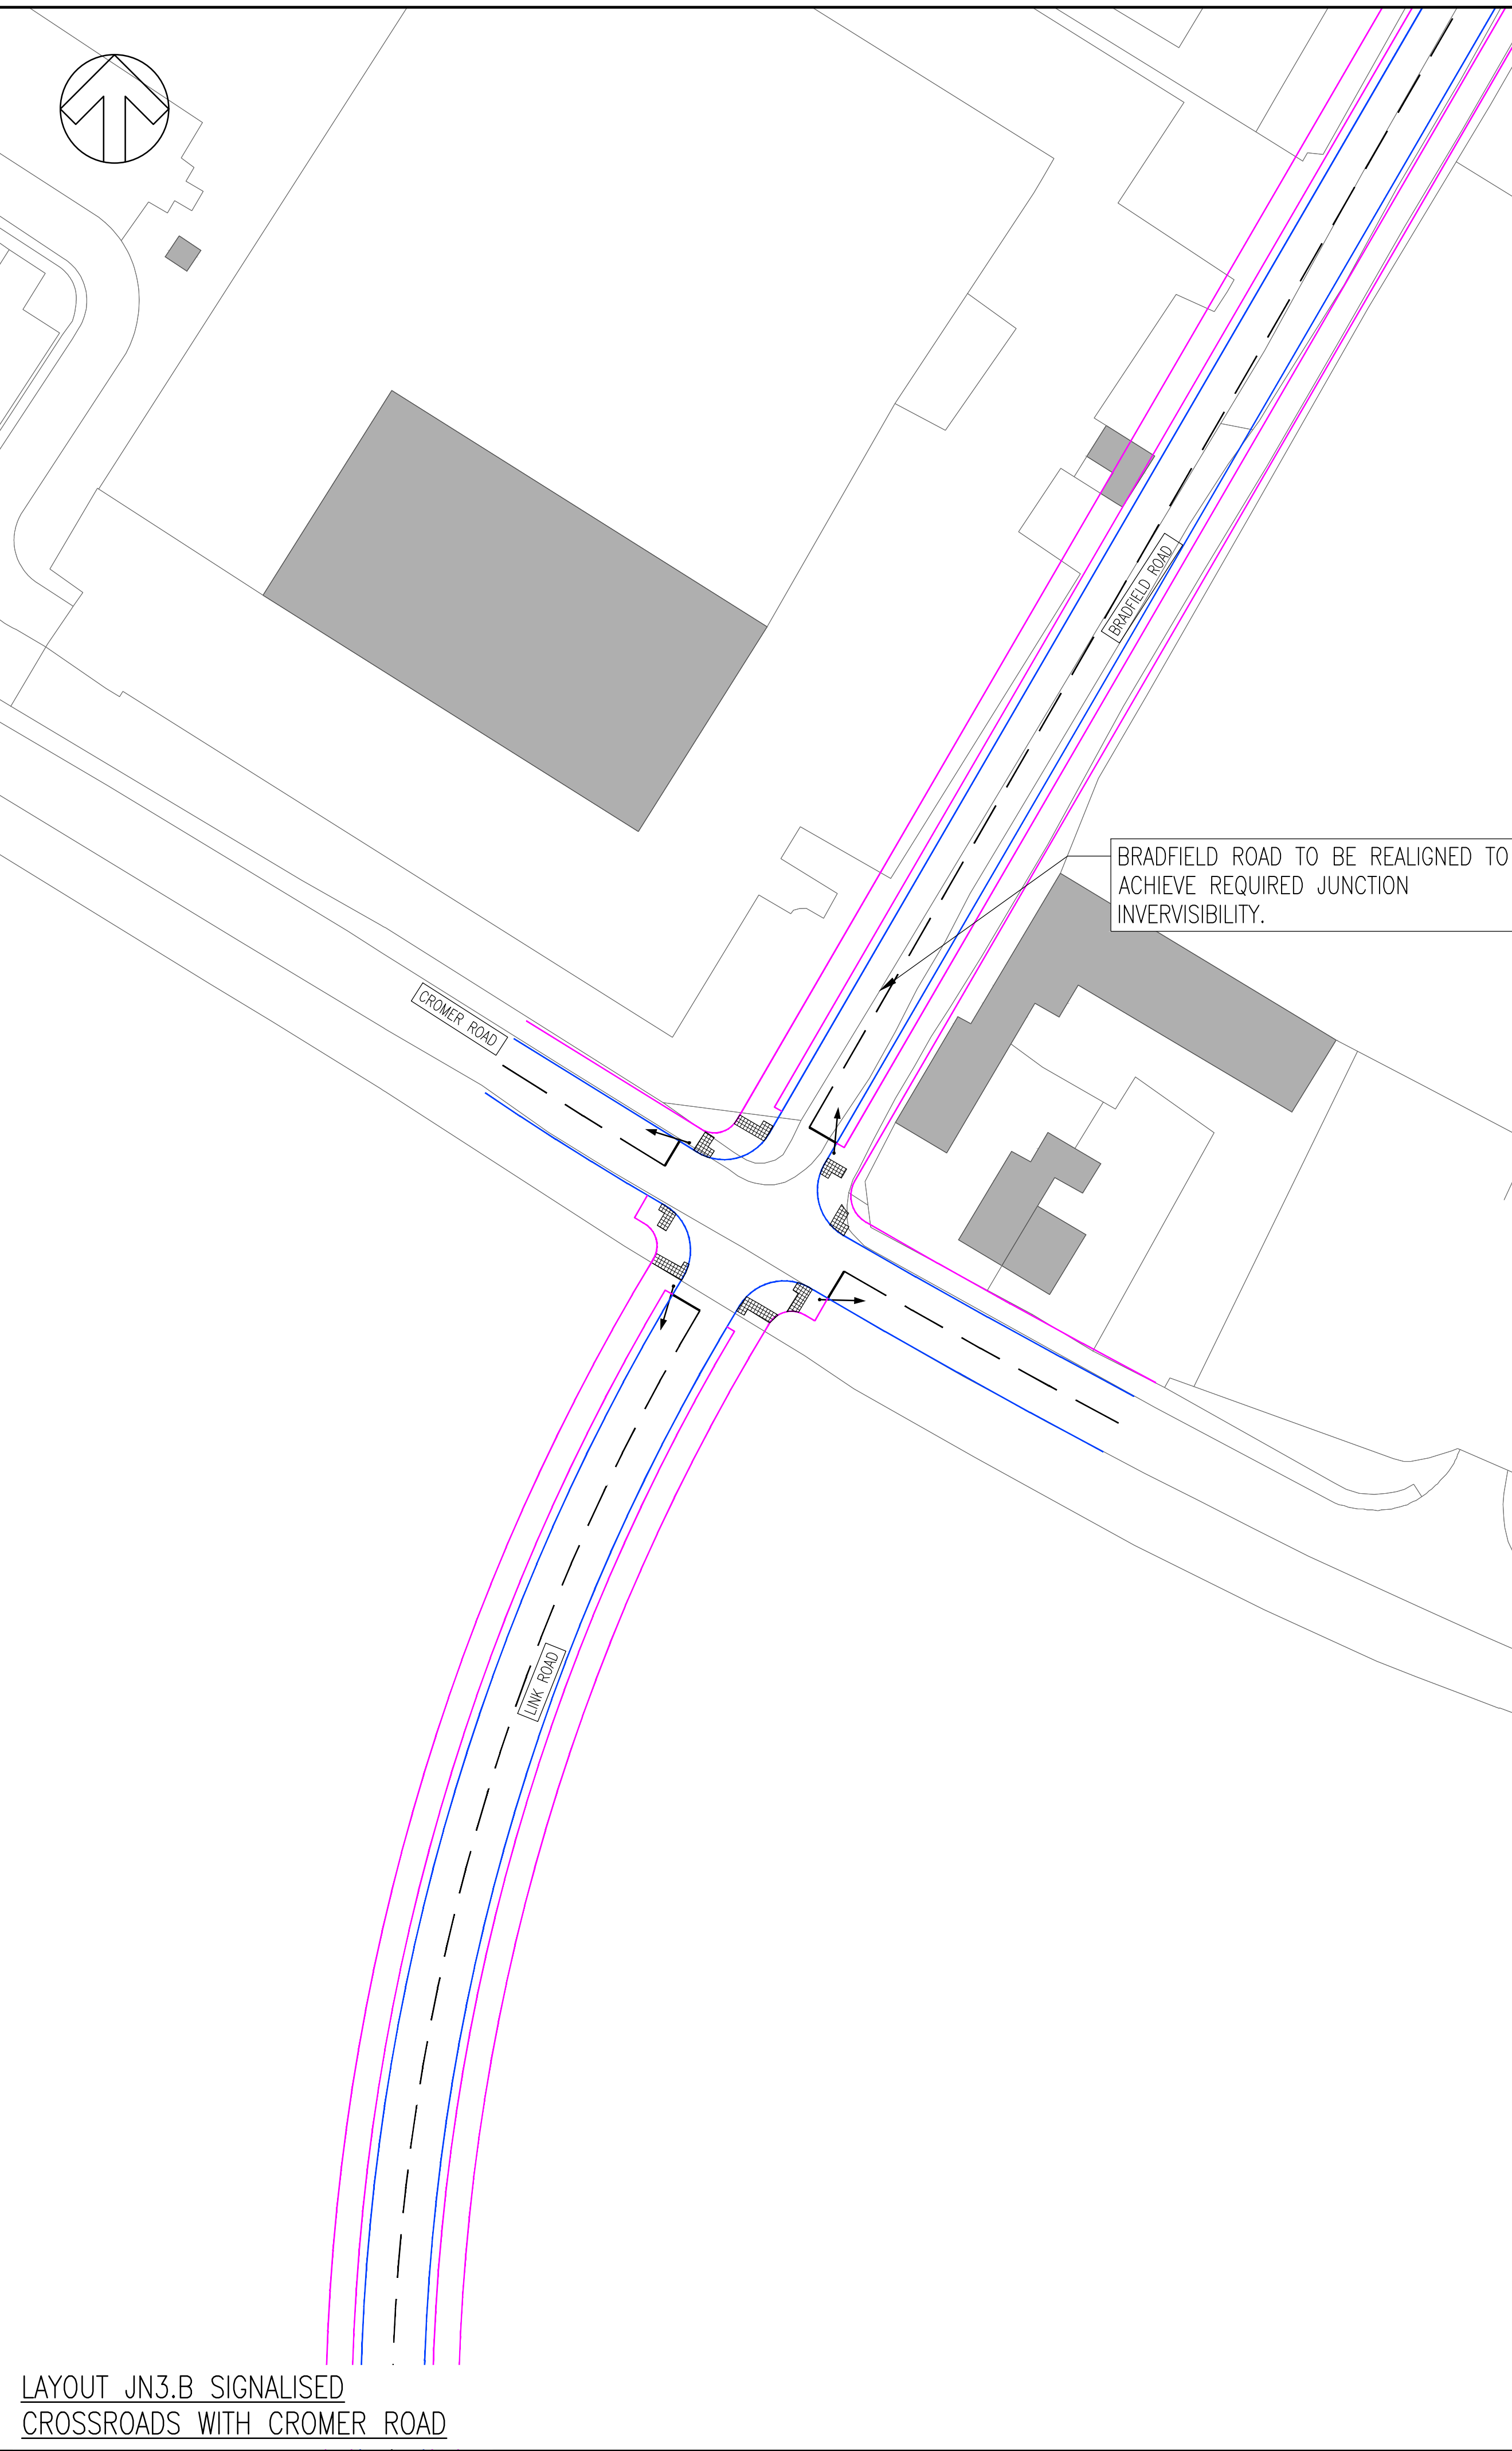 BRADFIELD ROAD
BRADFIELD ROAD TO BE REALIGNED TO
ACHIEVE REQUIRED JUNCTION
INVERVISIBILITY.
CROMER ROAD
LINK ROAD
LAYOUT JN3.B SIGNALISED
CROSSROADS WITH CROMER ROAD